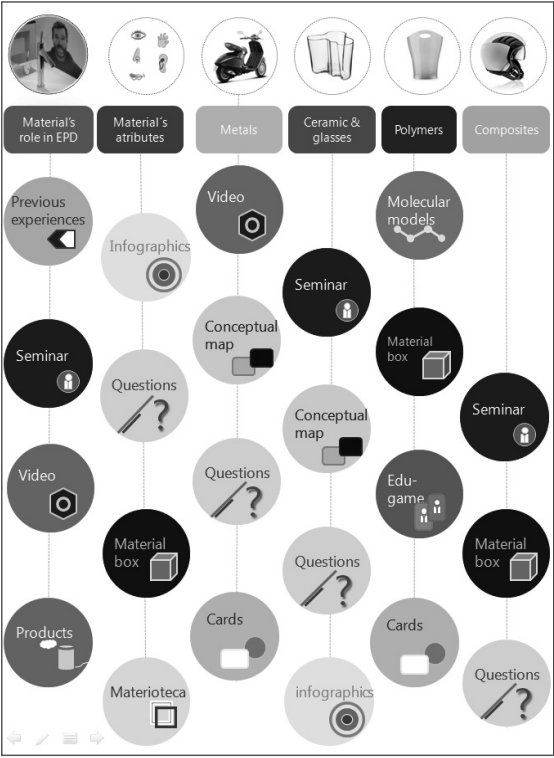 Material's
role in EPD
Material´s
atributes
Metals
Ceramic &
glasses
Polymers
Composites
Previous
experiences
Seminar
Video
Products
Infographics
Questions
Material
box
Materioteca
Video
Conceptual
map
Questions
Cards
Seminar
Conceptual
map
Questions
infographics
Molecular
models
Material
box
Edu-
game
Cards
Seminar
Material
box
Questions